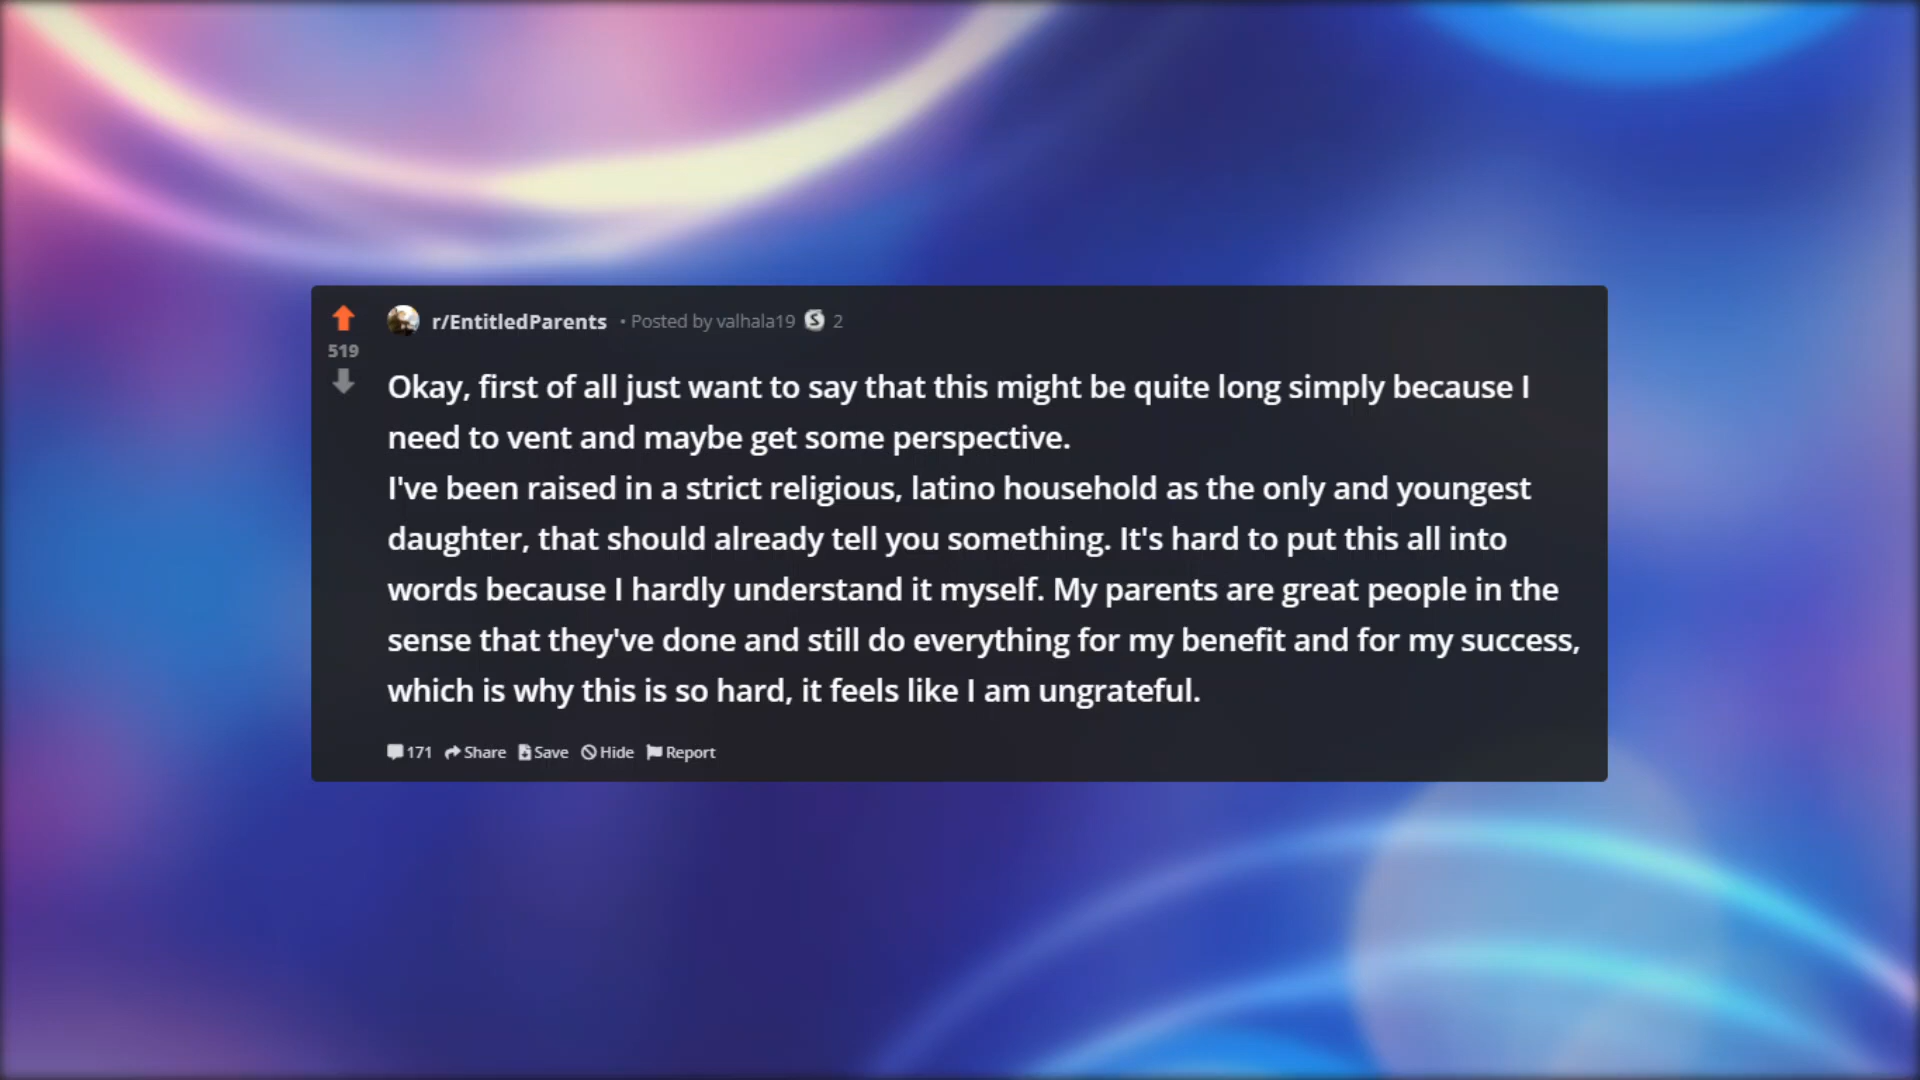 r/EntitledParents • Posted by valhala19 S 2
519
Okay, first of all just want to say that this might be quite long simply because I
need to vent and maybe get some perspective.
I've been raised in a strict religious, latino household as the only and youngest
daughter, that should already tell you something. It's hard to put this all into
words because I hardly understand it myself. My parents are great people in the
sense that they've done and still do everything for my benefit and for my success,
which is why this is so hard, it feels like I am ungrateful.
171 Share Save Hide Report